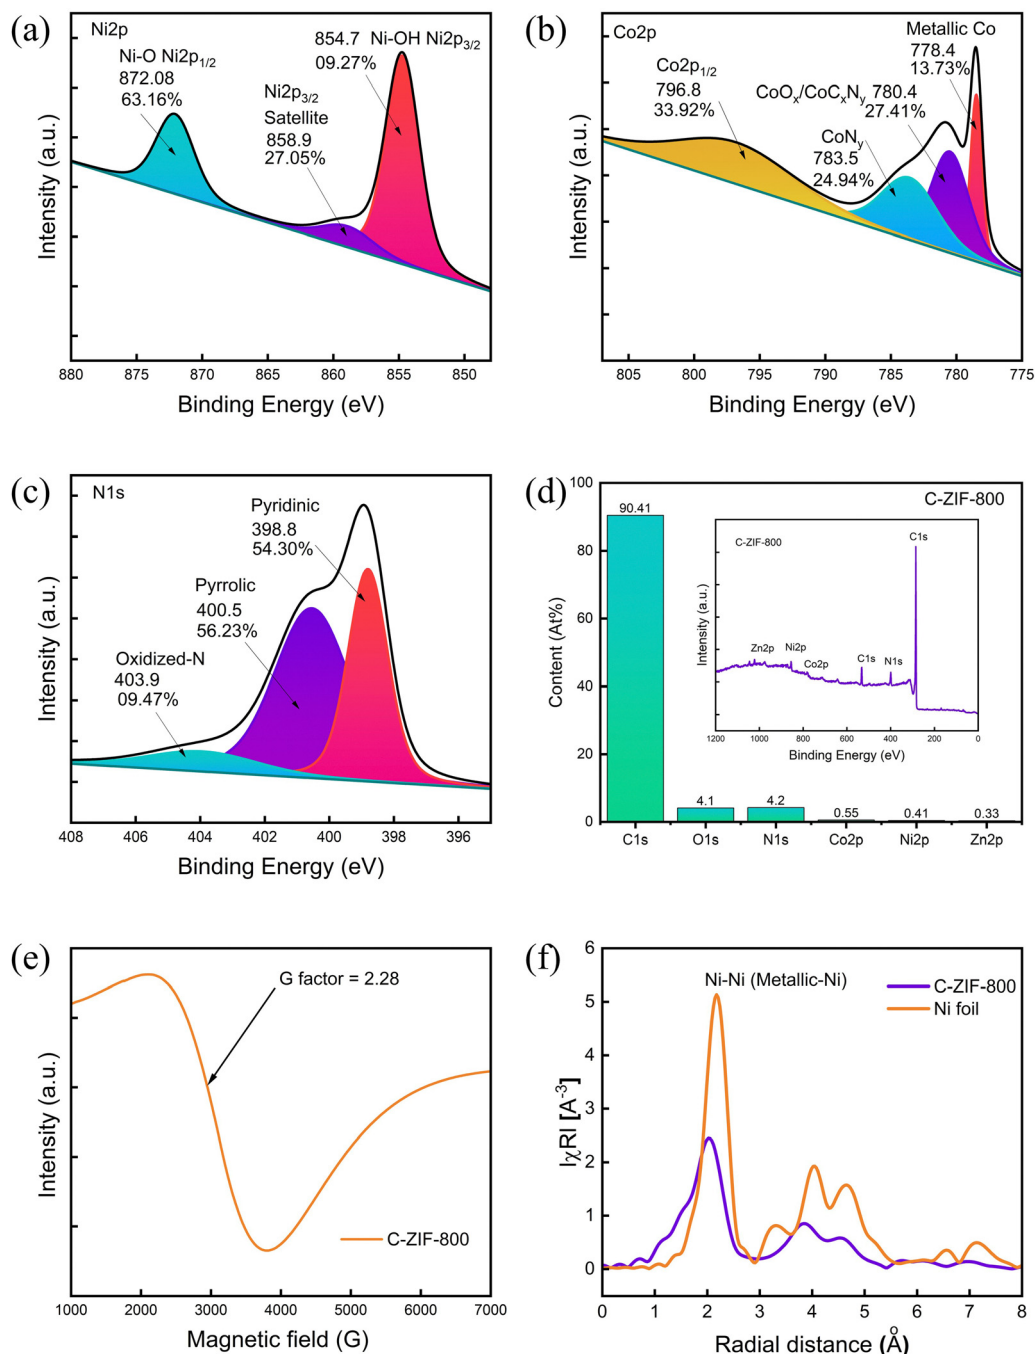 (a)
Ni2p
Ni-O Ni2p1/2
872.08
63.16%
Ni2p3/2
Satellite
858.9
27.05%
854.7 Ni-OH Ni2p3/2
09.27%
Intensity (a.u.)
880 875 870 865 860 855 850
Binding Energy (eV)
(b)
Co2p
Co2p1/2
796.8
33.92%
Metallic Co
778.4
13.73%
CoOx/CoCxNy 780.4
27.41%
CoNy
783.5
24.94%
Intensity (a.u.)
805 800 795 790 785 780 775
Binding Energy (eV)
(c)
N1s
Pyridinic
398.8
54.30%
Pyrrolic
400.5
56.23%
Oxidized-N
403.9
09.47%
Intensity (a.u.)
408 406 404 402 400 398 396
Binding Energy (eV)
(d)
C-ZIF-800
100
80
60
40
20
0
Content (At%)
90.41
4.1
4.2
0.55
0.41
0.33
C1s O1s N1s Co2p Ni2p Zn2p
C-ZIF-800
C1s
Zn2p
Ni2p
Co2p
C1s
N1s
Intensity (a.u.)
1200 1000 800 600 400 200 0
Binding Energy (eV)
(e)
G factor = 2.28
C-ZIF-800
Intensity (a.u.)
1000 2000 3000 4000 5000 6000 7000
Magnetic field (G)
(f)
Ni-Ni (Metallic-Ni)
C-ZIF-800
Ni foil
6
5
4
3
2
1
0
IχRI [A-3]
0 1 2 3 4 5 6 7 8
Radial distance (Å)